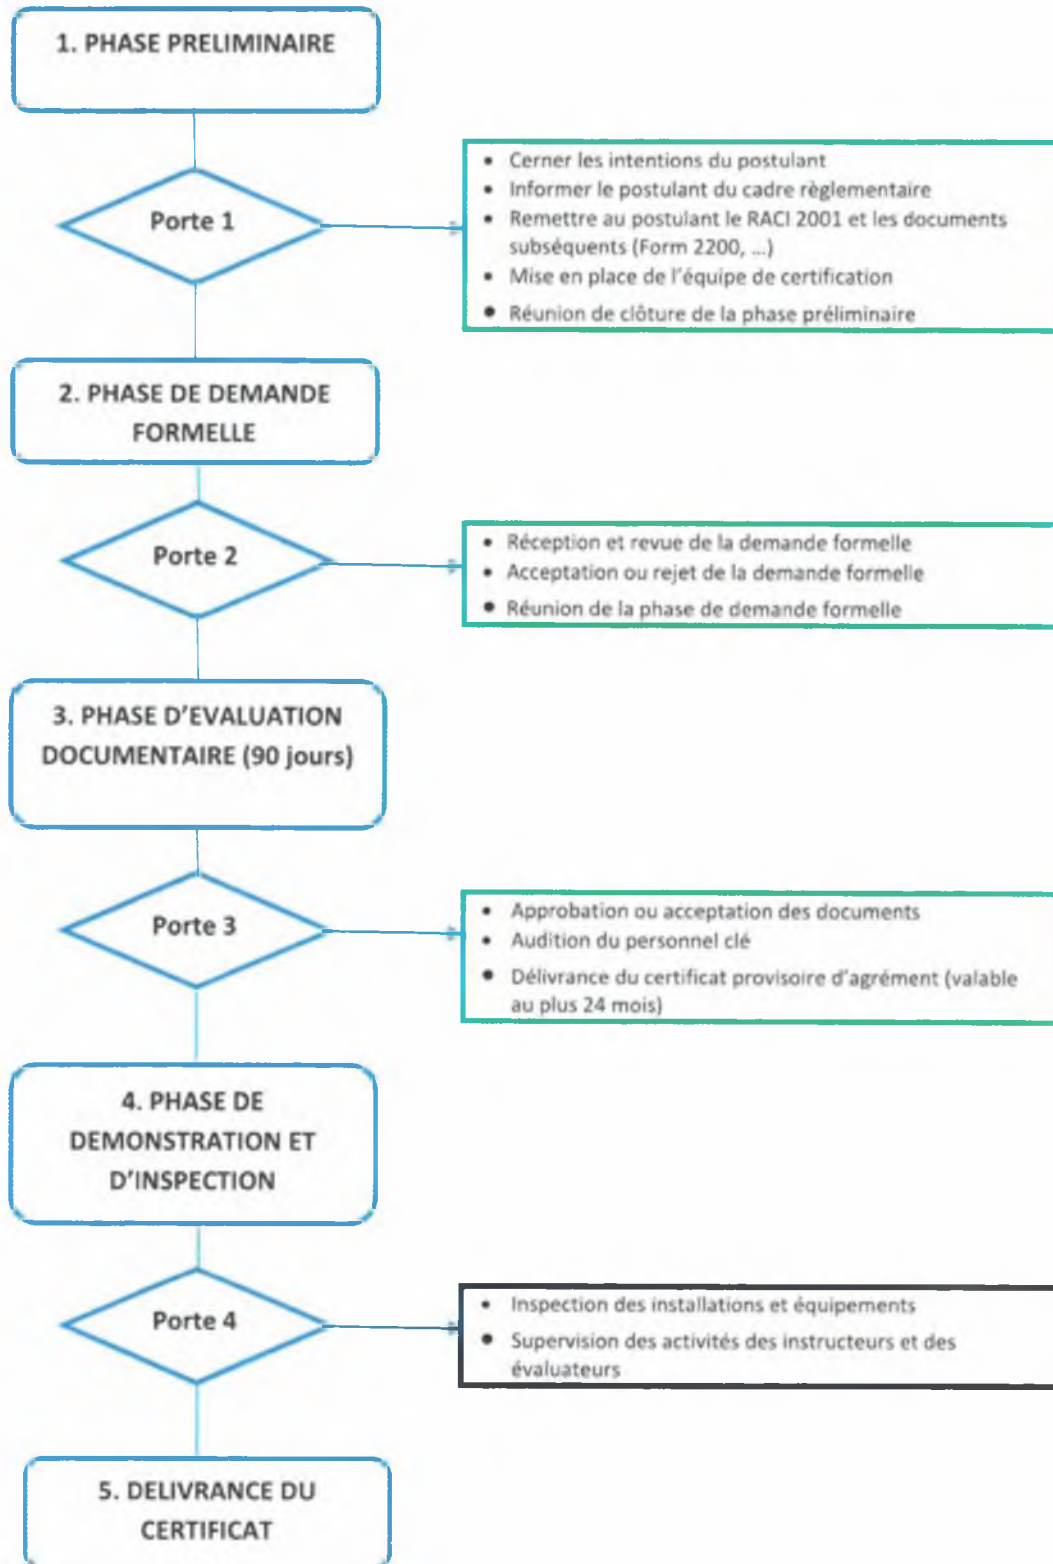 1. PHASE PRELIMINAIRE
Porte 1
• Cerner les intentions du postulant
• Informer le postulant du cadre règlementaire
• Remettre au postulant le RACI 2001 et les documents
subséquents (Form 2200, ...)
• Mise en place de l'équipe de certification
• Réunion de clôture de la phase préliminaire
2. PHASE DE DEMANDE
FORMELLE
Porte 2
• Réception et revue de la demande formelle
• Acceptation ou rejet de la demande formelle
• Réunion de la phase de demande formelle
3. PHASE D'EVALUATION
DOCUMENTAIRE (90 jours)
Porte 3
• Approbation ou acceptation des documents
• Audition du personnel clé
• Délivrance du certificat provisoire d'agrément (valable
au plus 24 mois)
4. PHASE DE
DEMONSTRATION ET
D'INSPECTION
Porte 4
• Inspection des installations et équipements
• Supervision des activités des instructeurs et des
évaluateurs
5. DELIVRANCE DU
CERTIFICAT